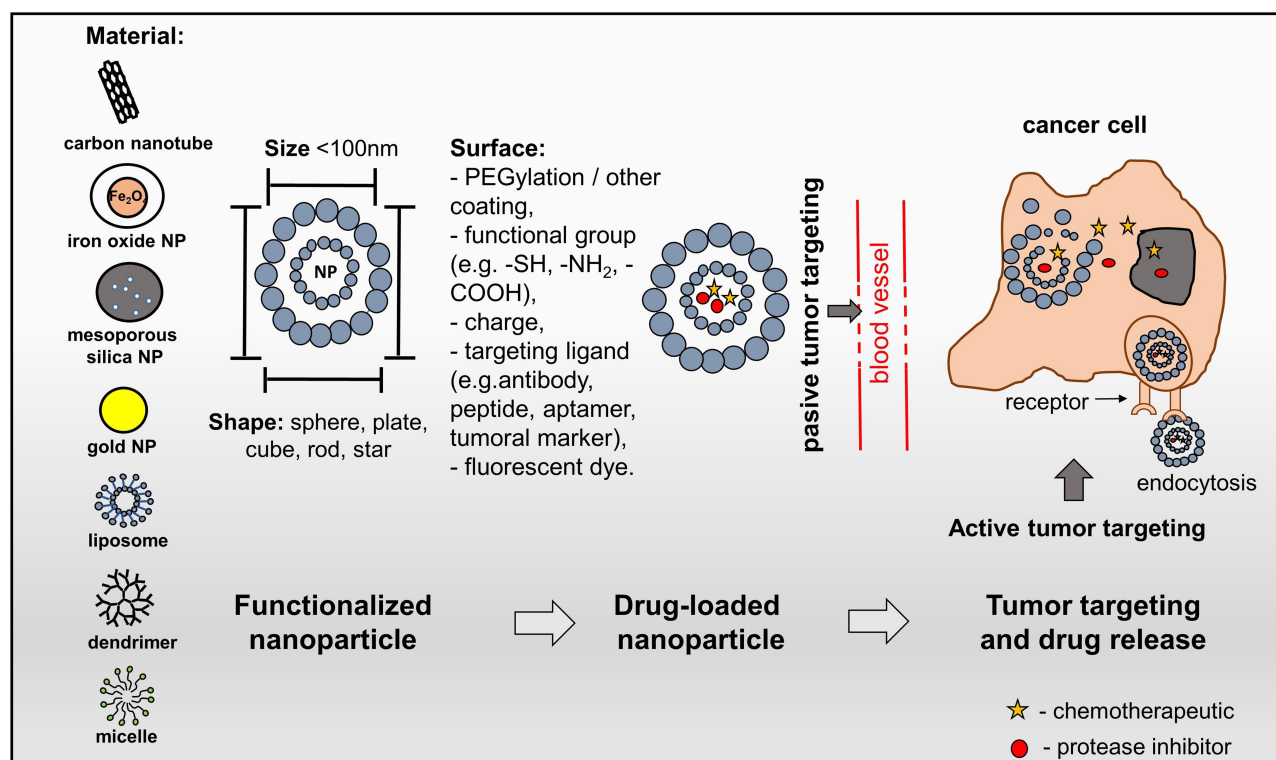 Material:
carbon nanotube
Fe₂O
iron oxide NP
mesoporous
silica NP
gold NP
liposome
dendrimer
micelle
Size <100nm
NP
Shape: sphere, plate,
cube, rod, star
Surface:
- PEGylation / other
coating,
- functional group
(e.g. -SH, -NH₂, -
COOH),
- charge,
- targeting ligand
(e.g.antibody,
peptide, aptamer,
tumoral marker),
- fluorescent dye.
pasive tumor targeting
blood vessel
cancer cell
receptor
endocytosis
Active tumor targeting
Functionalized
nanoparticle
Drug-loaded
nanoparticle
Tumor targeting
and drug release
- chemotherapeutic
- protease inhibitor